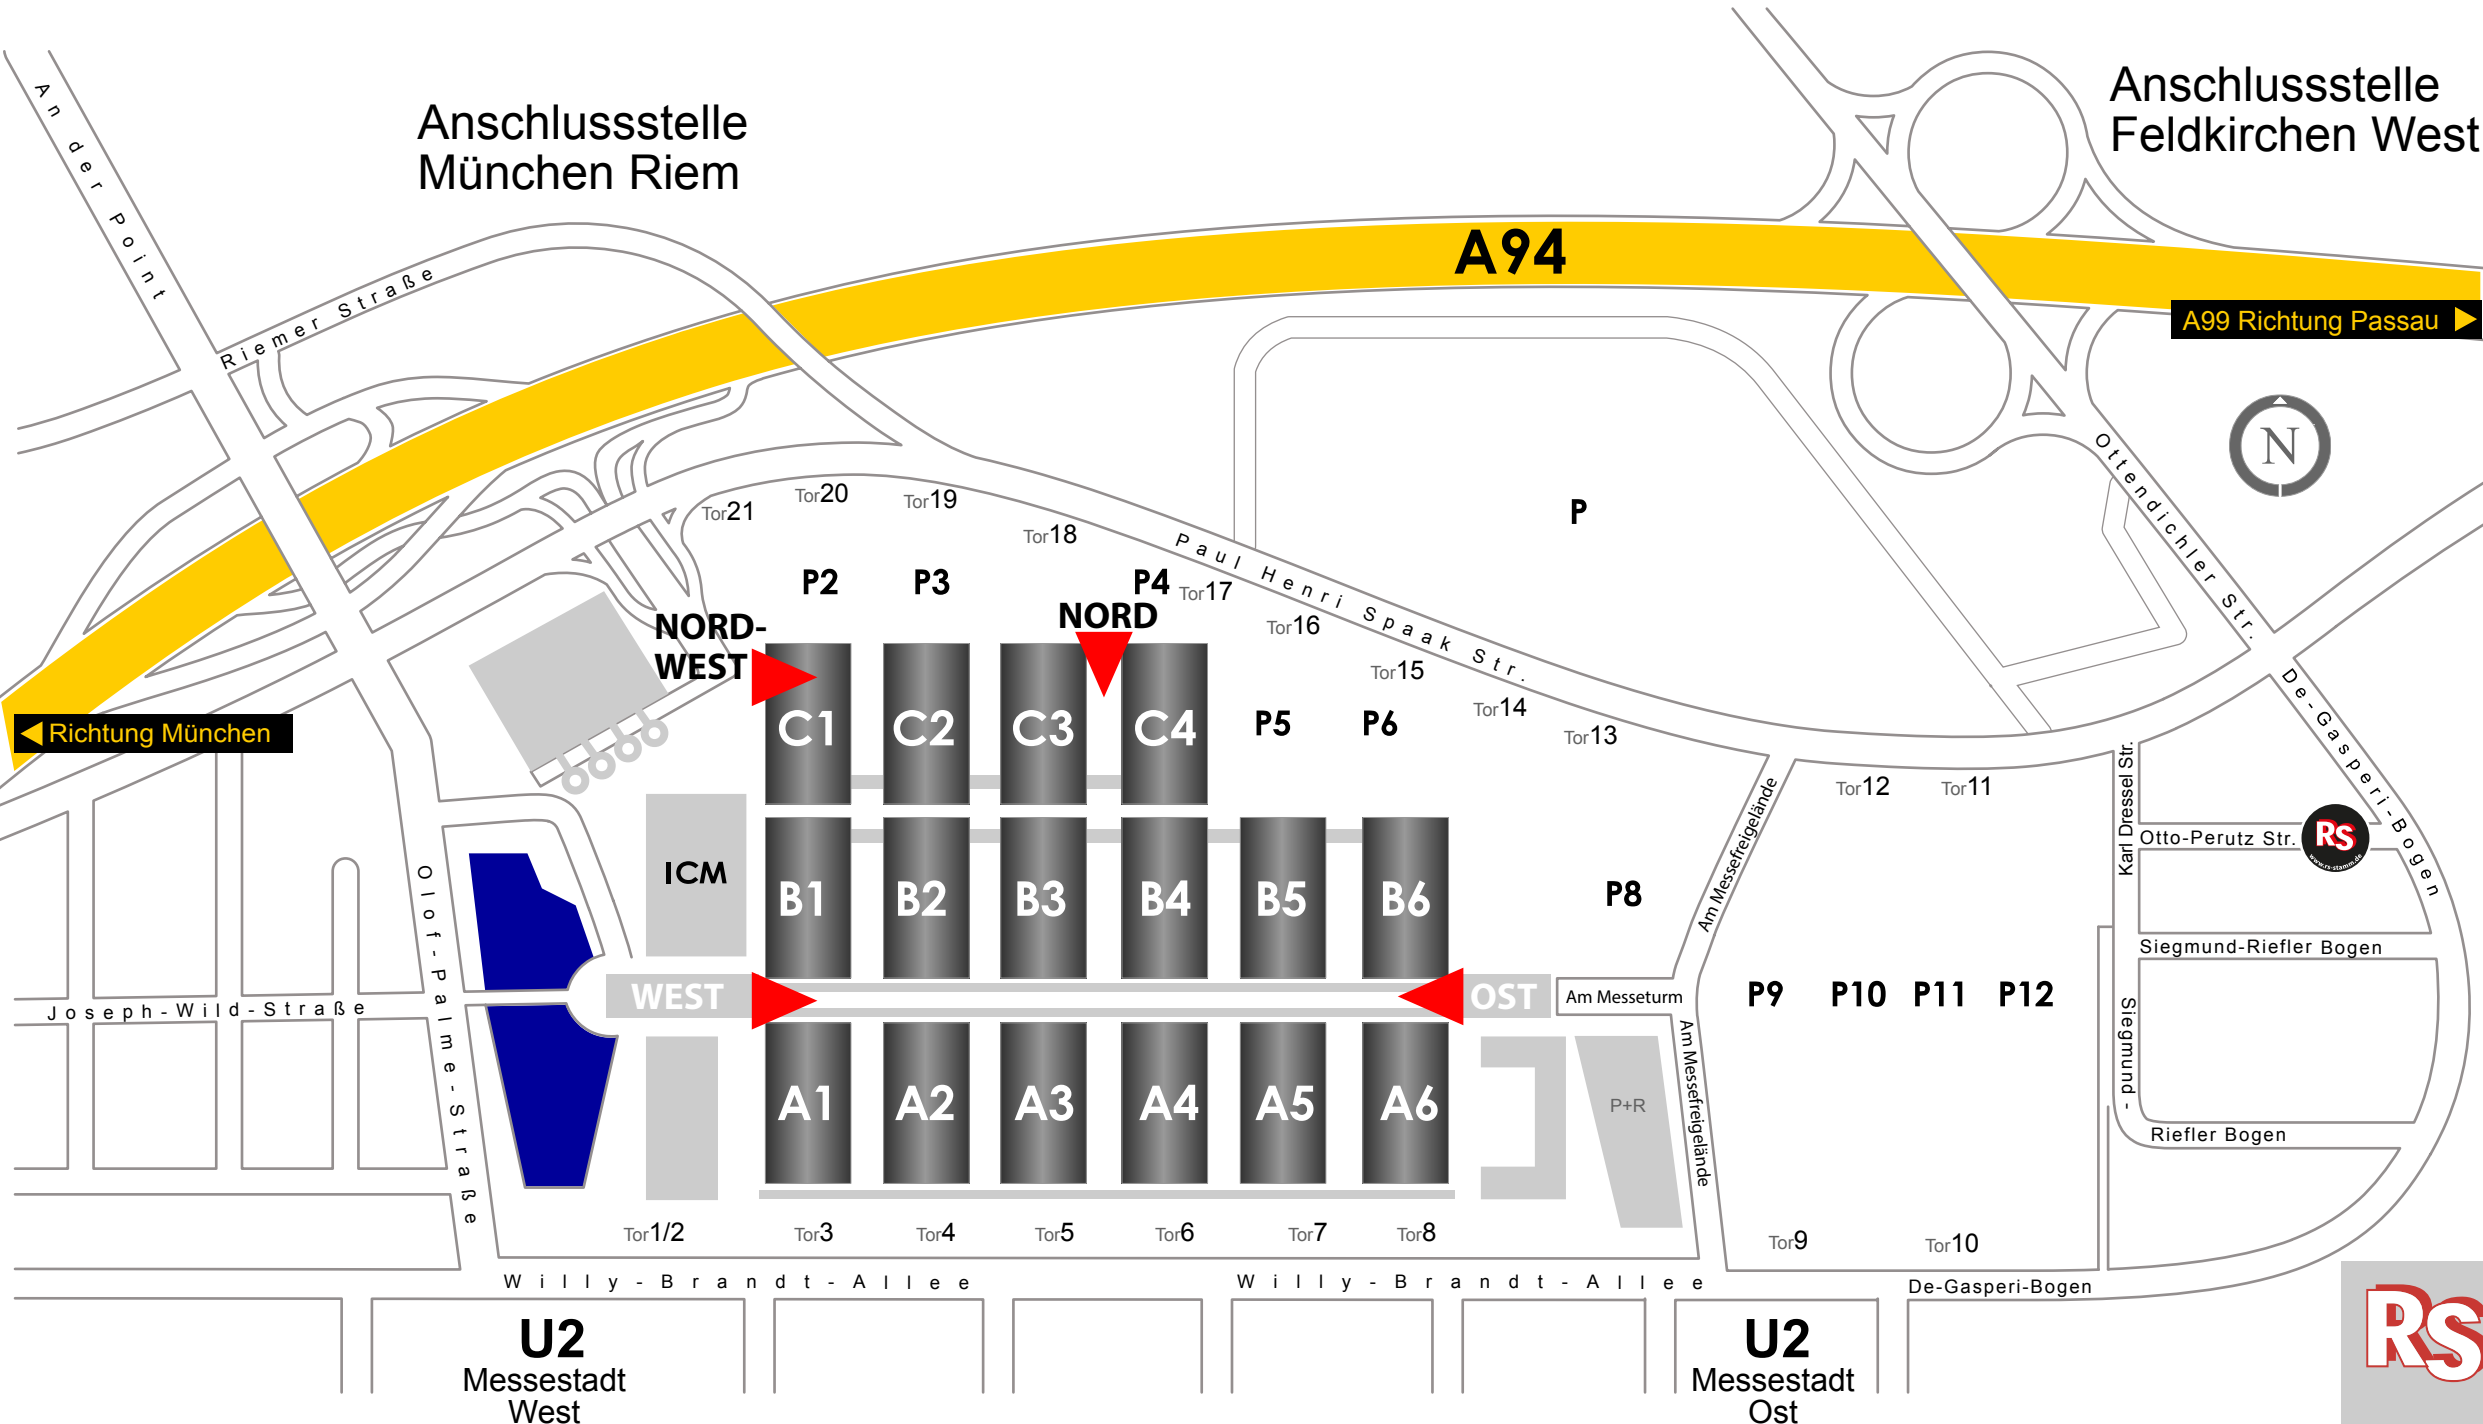 Anschlussstelle
München Riem
Anschlussstelle
Feldkirchen West
An der Point
Riemer Straße
A94
A99 Richtung Passau
N
Ottendichler Str.
Tor21
Tor20
Tor19
Tor18
P
Paul Henri Spaak Str.
P2
P3
P4
Tor17
Tor16
Tor15
Tor14
Tor13
NORD-
WEST
NORD
De-Gasperi-Bogen
Richtung München
C1
C2
C3
C4
P5
P6
Tor12
Tor11
Karl Dressel Str.
Otto-Perutz Str.
RS
www.rs-stamm.de
Am Messefreigelände
ICM
B1
B2
B3
B4
B5
B6
P8
Olof-Palme-Straße
Siegmund-Riefler Bogen
WEST
OST
Am Messeturm
P9
P10
P11
P12
Joseph-Wild-Straße
Siegmund-
Riefler Bogen
A1
A2
A3
A4
A5
A6
P+R
Am Messefreigelände
Tor1/2
Tor3
Tor4
Tor5
Tor6
Tor7
Tor8
Tor9
Tor10
Willy-Brandt-Allee
Willy-Brandt-Allee
De-Gasperi-Bogen
U2
Messestadt
West
U2
Messestadt
Ost
RS